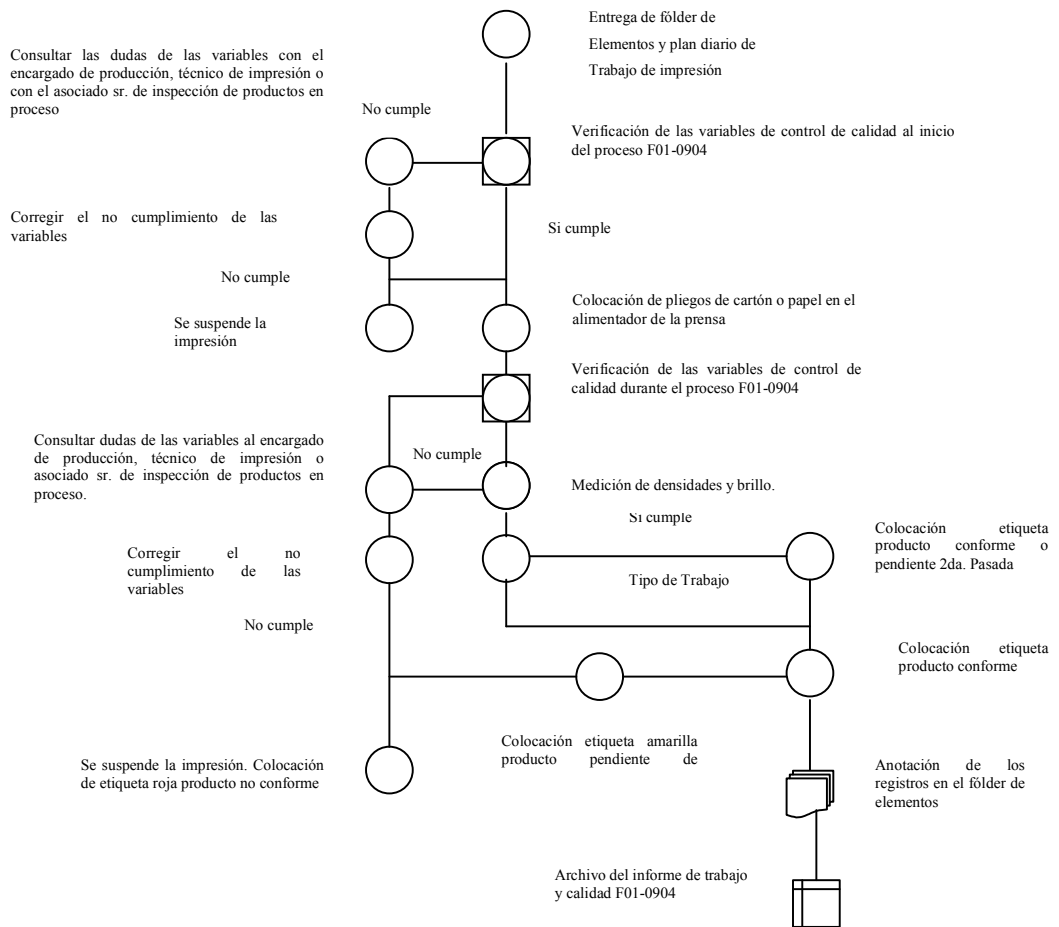 Entrega de fólder de
Elementos y plan diario de
Trabajo de impresión
Consultar las dudas de las variables con el
encargado de producción, técnico de impresión o
con el asociado sr. de inspección de productos en
proceso
No cumple
Verificación de las variables de control de calidad al inicio
del proceso F01-0904
Corregir el no cumplimiento de las
variables
Si cumple
No cumple
Se suspende la
impresión
Colocación de pliegos de cartón o papel en el
alimentador de la prensa
Verificación de las variables de control de
calidad durante el proceso F01-0904
Consultar dudas de las variables al encargado
de producción, técnico de impresión o
asociado sr. de inspección de productos en
proceso.
No cumple
Medición de densidades y brillo.
Si cumple
Colocación etiqueta
producto conforme o
pendiente 2da. Pasada
Corregir el no
cumplimiento de las
variables
Tipo de Trabajo
No cumple
Colocación etiqueta
producto conforme
Colocación etiqueta amarilla
producto pendiente de
Se suspende la impresión. Colocación
de etiqueta roja producto no conforme
Anotación de los
registros en el fólder de
elementos
Archivo del informe de trabajo
y calidad F01-0904